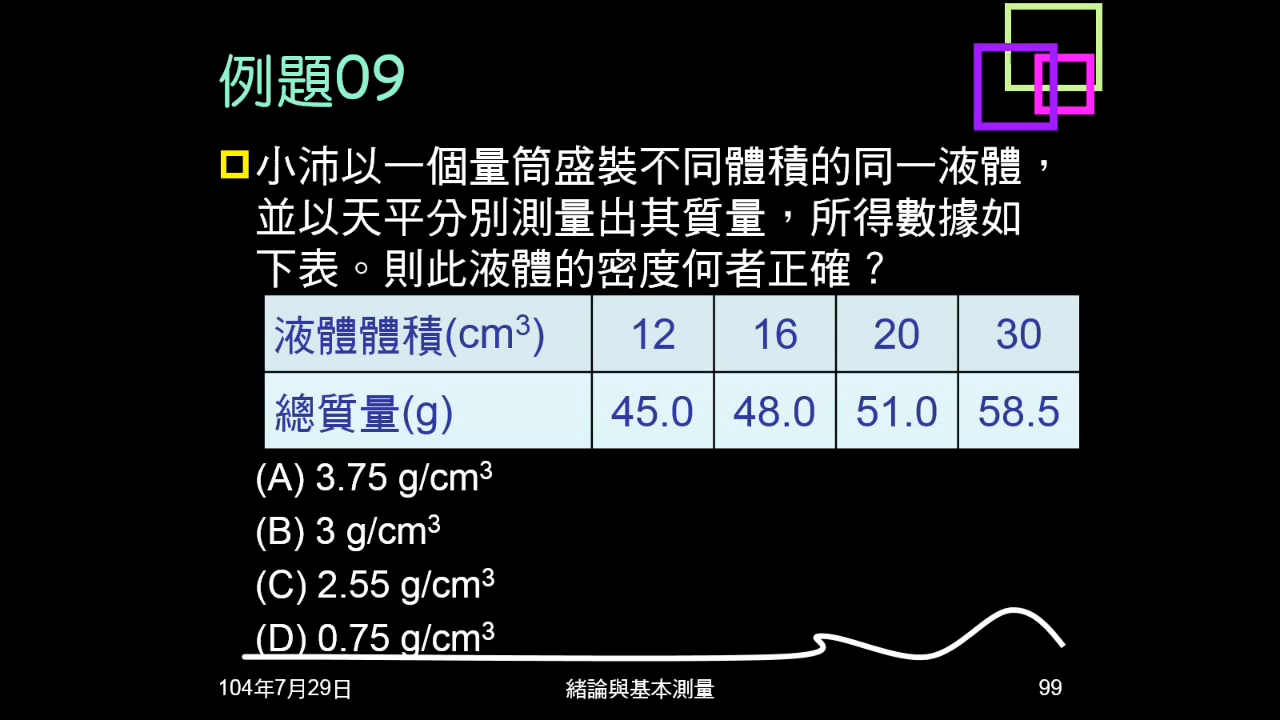 例題09
小沛以一個量筒盛裝不同體積的同一液體，
並以天平分別測量出其質量，所得數據如
下表。則此液體的密度何者正確？
液體體積(cm³) 12 16 20 30
總質量(g) 45.0 48.0 51.0 58.5
(A) 3.75 g/cm³
(B) 3 g/cm³
(C) 2.55 g/cm³
(D) 0.75 g/cm³
104年7月29日 緒論與基本測量 99